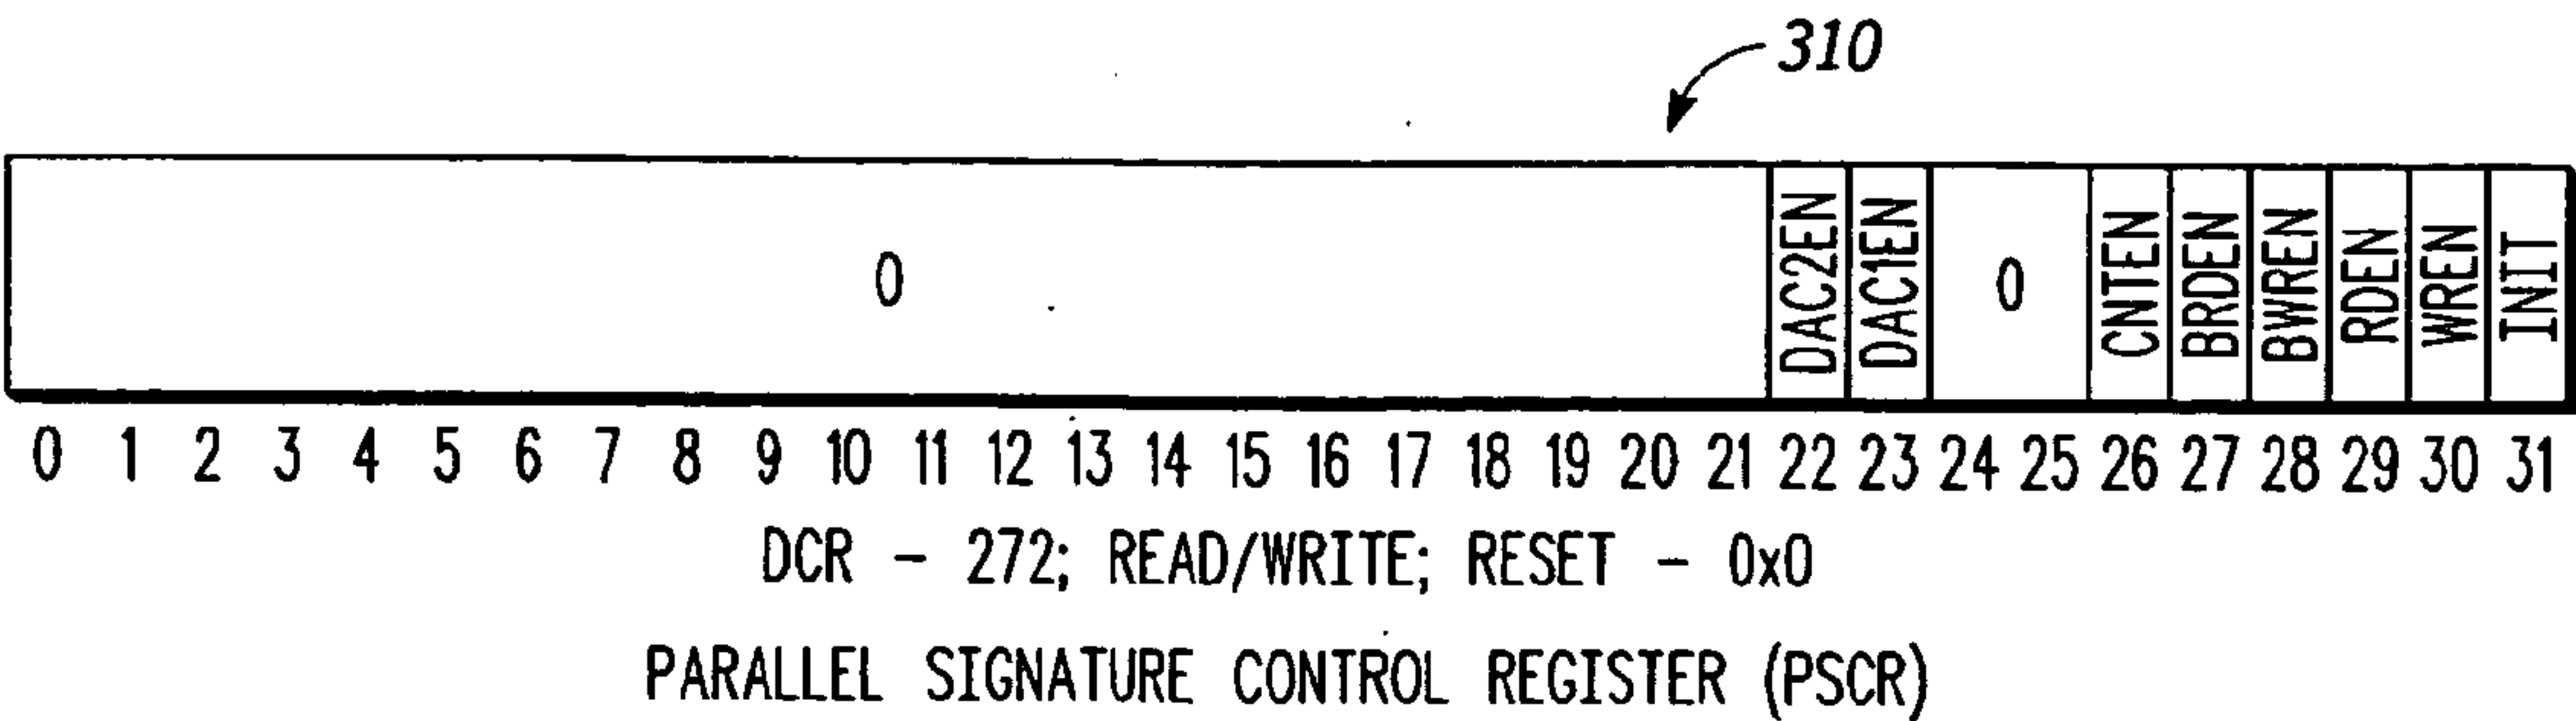 310
0 DAC2EN DAC1EN 0 CNTEN BRDEN BWREN RDEN WREN INIT
0 1 2 3 4 5 6 7 8 9 10 11 12 13 14 15 16 17 18 19 20 21 22 23 24 25 26 27 28 29 30 31
DCR - 272; READ/WRITE; RESET - 0x0
PARALLEL SIGNATURE CONTROL REGISTER (PSCR)